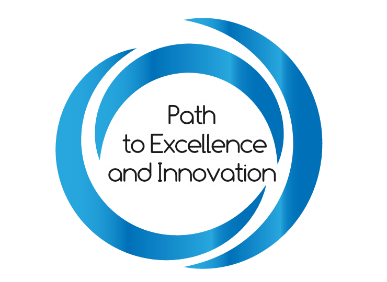 Path
to Excellence
and Innovation